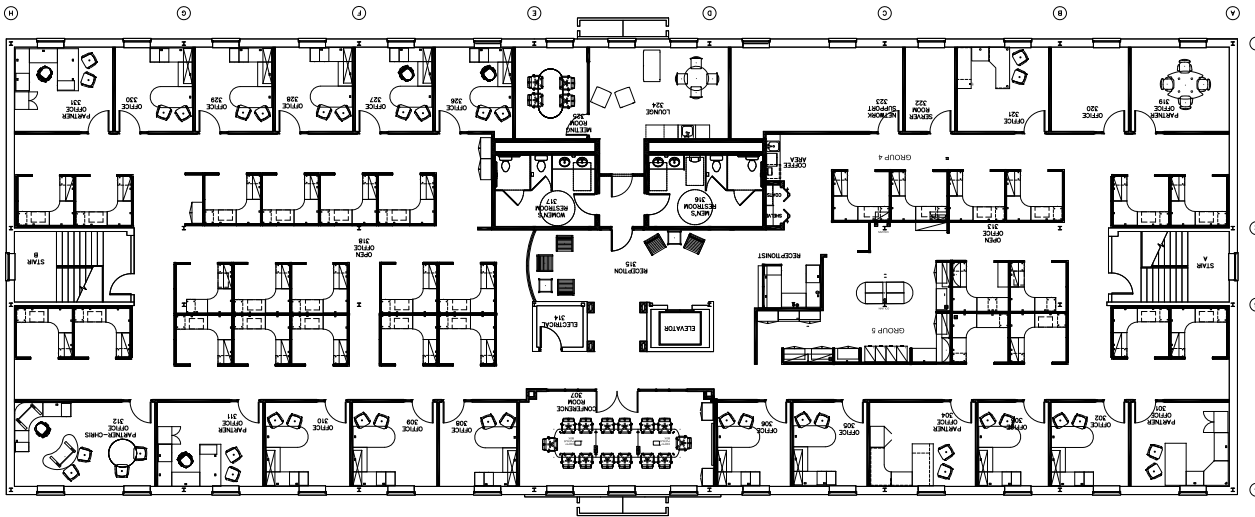 H G F E D C B A
PARTNER
OFFICE
331
OFFICE
330
OFFICE
329
OFFICE
328
OFFICE
327
OFFICE
326
MEETING
ROOM
325
LOUNGE
324
NETWORK
SUPPORT
323
SERVER
ROOM
322
OFFICE
321
OFFICE
320
PARTNER
OFFICE
319
COFFEE
AREA
GROUP 4
WOMEN'S
RESTROOM
317
MEN'S
RESTROOM
316
COATS
SHELVES
STAIR
B
OPEN
OFFICE
318
RECEPTION
315
RECEPTIONIST
OPEN
OFFICE
313
STAIR
A
ELECTRICAL
314
ELEVATOR
GROUP 5
PARTNER-CHRIS
OFFICE
312
PARTNER
OFFICE
311
OFFICE
310
OFFICE
309
OFFICE
308
CONFERENCE
ROOM
307
OFFICE
306
OFFICE
305
PARTNER
OFFICE
304
OFFICE
303
OFFICE
302
PARTNER
OFFICE
301